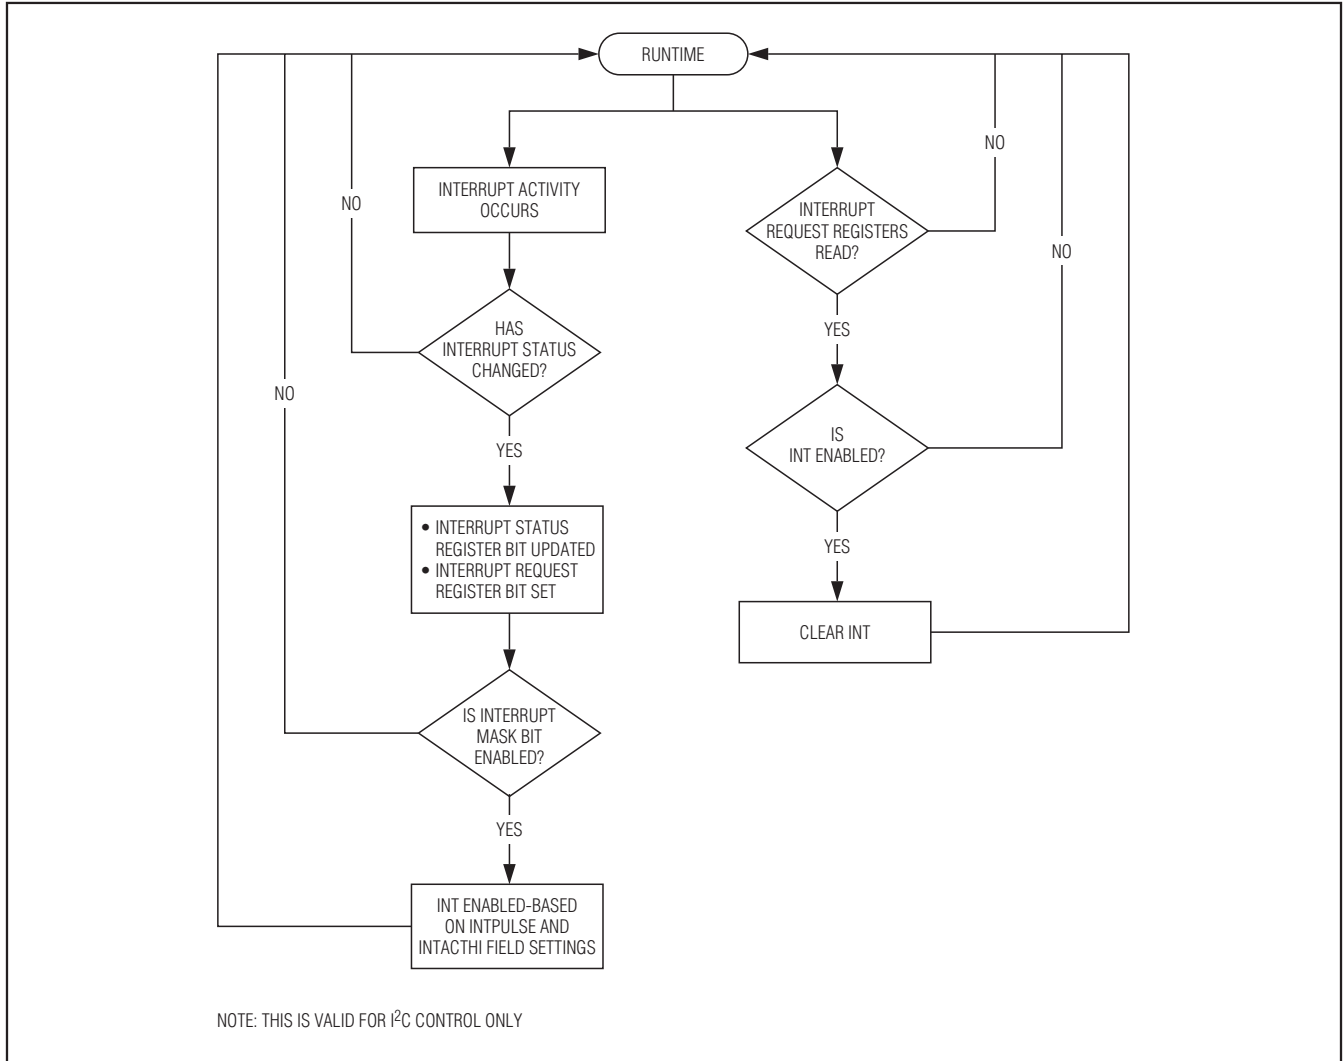 RUNTIME
INTERRUPT ACTIVITY
OCCURS
NO
HAS
INTERRUPT STATUS
CHANGED?
NO
YES
• INTERRUPT STATUS
REGISTER BIT UPDATED
• INTERRUPT REQUEST
REGISTER BIT SET
IS INTERRUPT
MASK BIT
ENABLED?
YES
INT ENABLED-BASED
ON INTPULSE AND
INTACTHI FIELD SETTINGS
INTERRUPT
REQUEST REGISTERS
READ?
NO
YES
IS
INT ENABLED?
NO
YES
CLEAR INT
NOTE: THIS IS VALID FOR I²C CONTROL ONLY